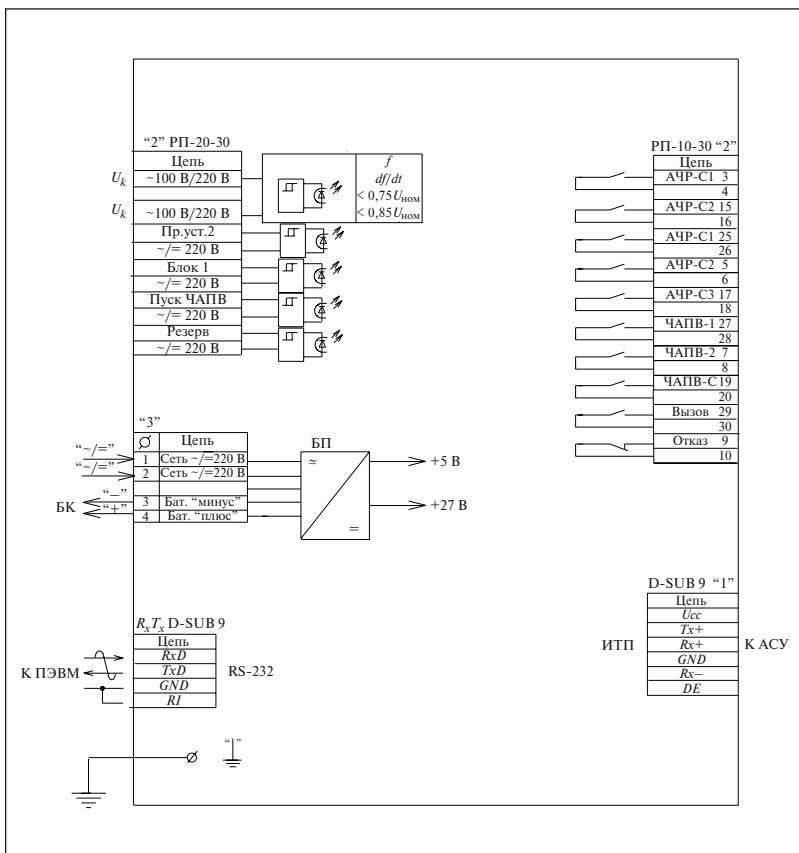 “2” РП-20-30
Цепь
U_k ~100 В/220 В
U_k ~100 В/220 В
f
df/dt
< 0,75U_ном
< 0,85U_ном
Пр.уст.2
~/= 220 В
Блок 1
~/= 220 В
Пуск ЧАПВ
~/= 220 В
Резерв
~/= 220 В
РП-10-30 “2”
Цепь
АЧР-С1 3
4
АЧР-С2 15
16
АЧР-С1 25
26
АЧР-С2 5
6
АЧР-С3 17
18
ЧАПВ-1 27
28
ЧАПВ-2 7
8
ЧАПВ-С 19
20
Вызов 29
30
Отказ 9
10
“3”
Ø Цепь
“~/=” 1 Сеть ~/=220 В
“~/=” 2 Сеть ~/=220 В
“−” 3 Бат. “минус”
БК “+” 4 Бат. “плюс”
БП
≃
=
+5 В
+27 В
R_xT_x D-SUB 9
Цепь
RxD
К ПЭВМ TxD RS-232
GND
RI
D-SUB 9 “1”
Цепь
Ucc
Tx+
ИТП Rx+ К АСУ
GND
Rx−
DE